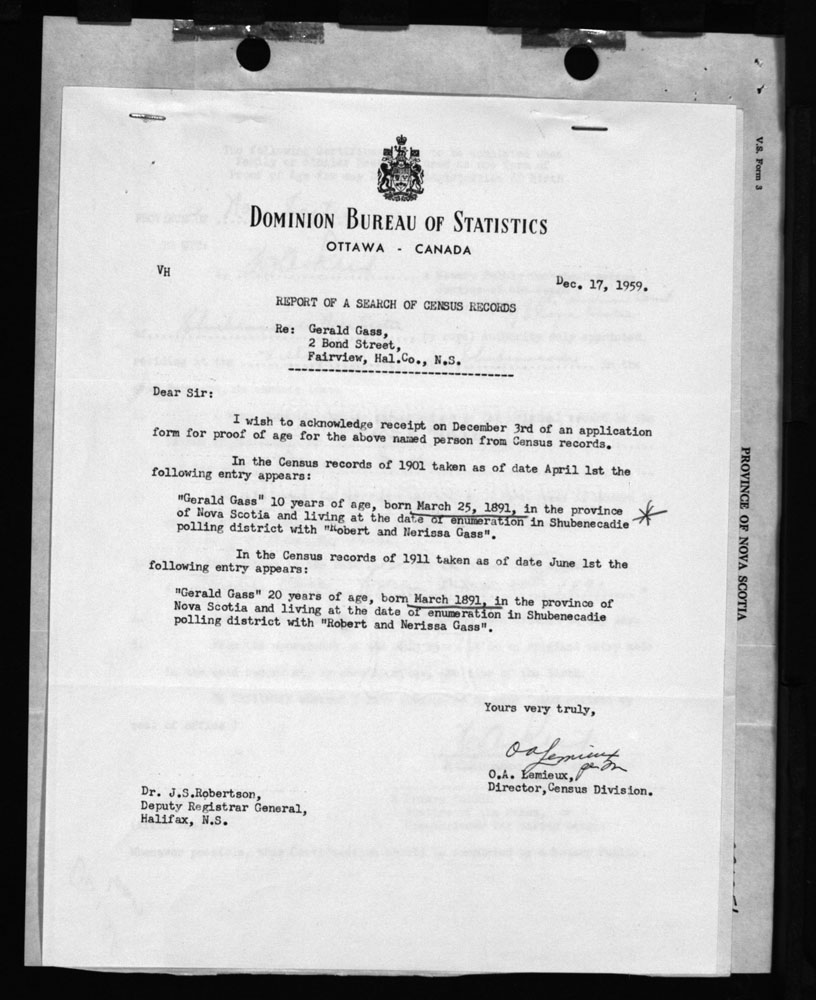 V.S. Form 3
DOMINION BUREAU OF STATISTICS
OTTAWA - CANADA
VH
Dec. 17, 1959.
REPORT OF A SEARCH OF CENSUS RECORDS
Re: Gerald Gass,
2 Bond Street,
Fairview, Hal.Co., N.S.
Dear Sir:
I wish to acknowledge receipt on December 3rd of an application
form for proof of age for the above named person from Census records.
In the Census records of 1901 taken as of date April 1st the
following entry appears:
"Gerald Gass" 10 years of age, born March 25, 1891, in the province
of Nova Scotia and living at the date of enumeration in Shubenecadie
polling district with "Robert and Nerissa Gass".
In the Census records of 1911 taken as of date June 1st the
following entry appears:
"Gerald Gass" 20 years of age, born March 1891, in the province of
Nova Scotia and living at the date of enumeration in Shubenecadie
polling district with "Robert and Nerissa Gass".
PROVINCE OF NOVA SCOTIA
Yours very truly,
O A Lemieux
O.A. Lemieux,
Director, Census Division.
Dr. J.S.Robertson,
Deputy Registrar General,
Halifax, N.S.